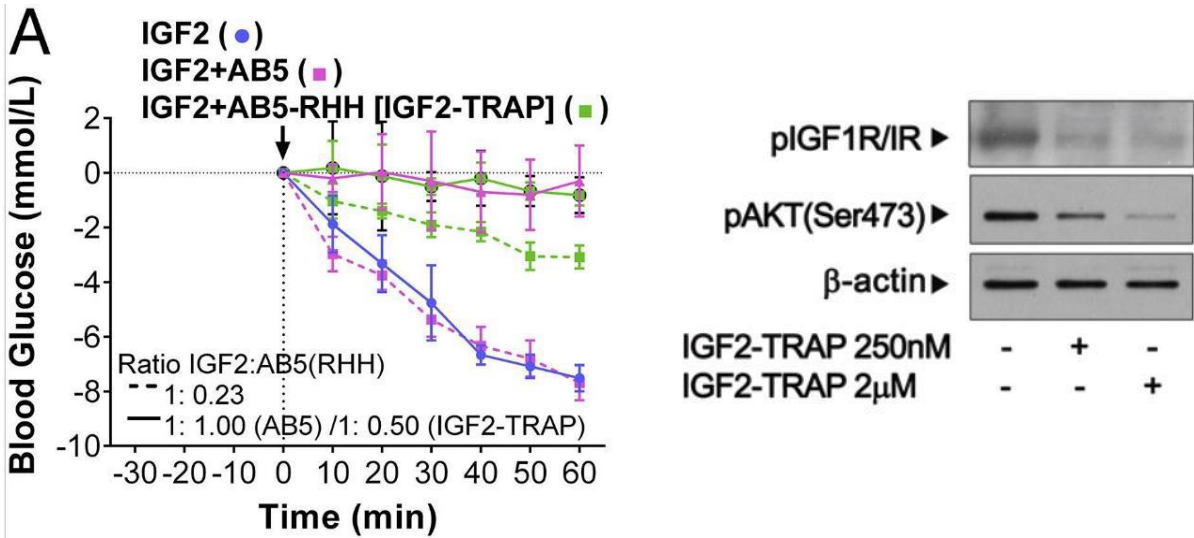 A
IGF2 (●)
IGF2+AB5 (■)
IGF2+AB5-RHH [IGF2-TRAP] (■)
Blood Glucose (mmol/L)
2
0
-2
-4
-6
-8
-10
Ratio IGF2:AB5(RHH)
1: 0.23
1: 1.00 (AB5) /1: 0.50 (IGF2-TRAP)
-30 -20 -10 0 10 20 30 40 50 60
Time (min)
pIGF1R/IR ►
pAKT(Ser473) ►
β-actin ►
IGF2-TRAP 250nM - + -
IGF2-TRAP 2μM - - +